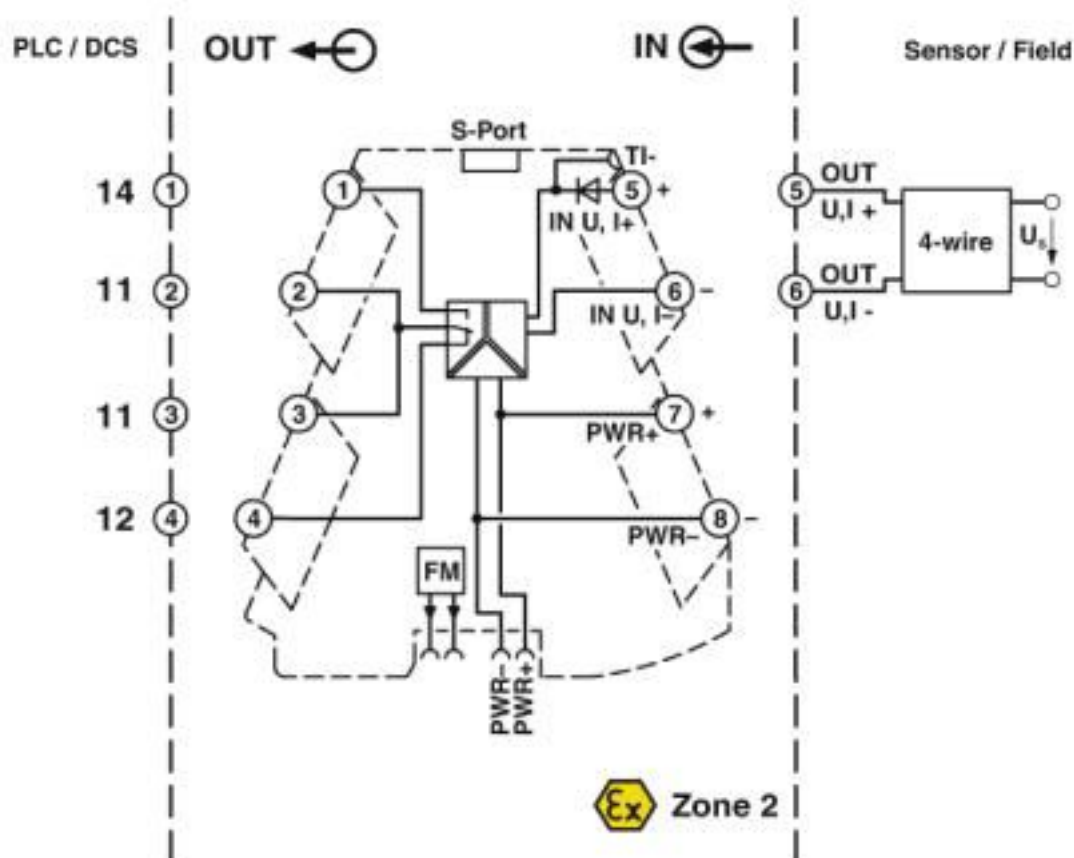 PLC / DCS
OUT
IN
Sensor / Field
S-Port
TI-
14
1
1
5
+
5
OUT
U,I +
IN U, I+
4-wire
Us
11
2
2
6
–
6
OUT
U,I -
IN U, I–
11
3
3
7
+
PWR+
12
4
4
8
–
PWR–
FM
PWR–
PWR+
Ex
Zone 2